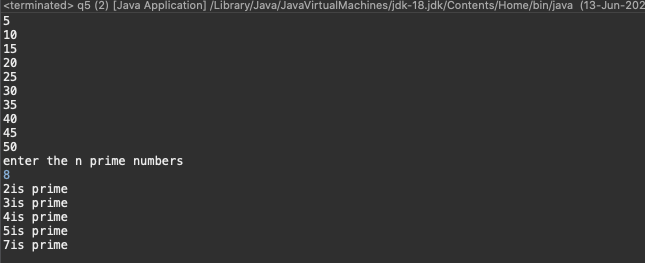 <terminated> q5 (2) [Java Application] /Library/Java/JavaVirtualMachines/jdk-18.jdk/Contents/Home/bin/java (13-Jun-202
5
10
15
20
25
30
35
40
45
50
enter the n prime numbers
8
2is prime
3is prime
4is prime
5is prime
7is prime